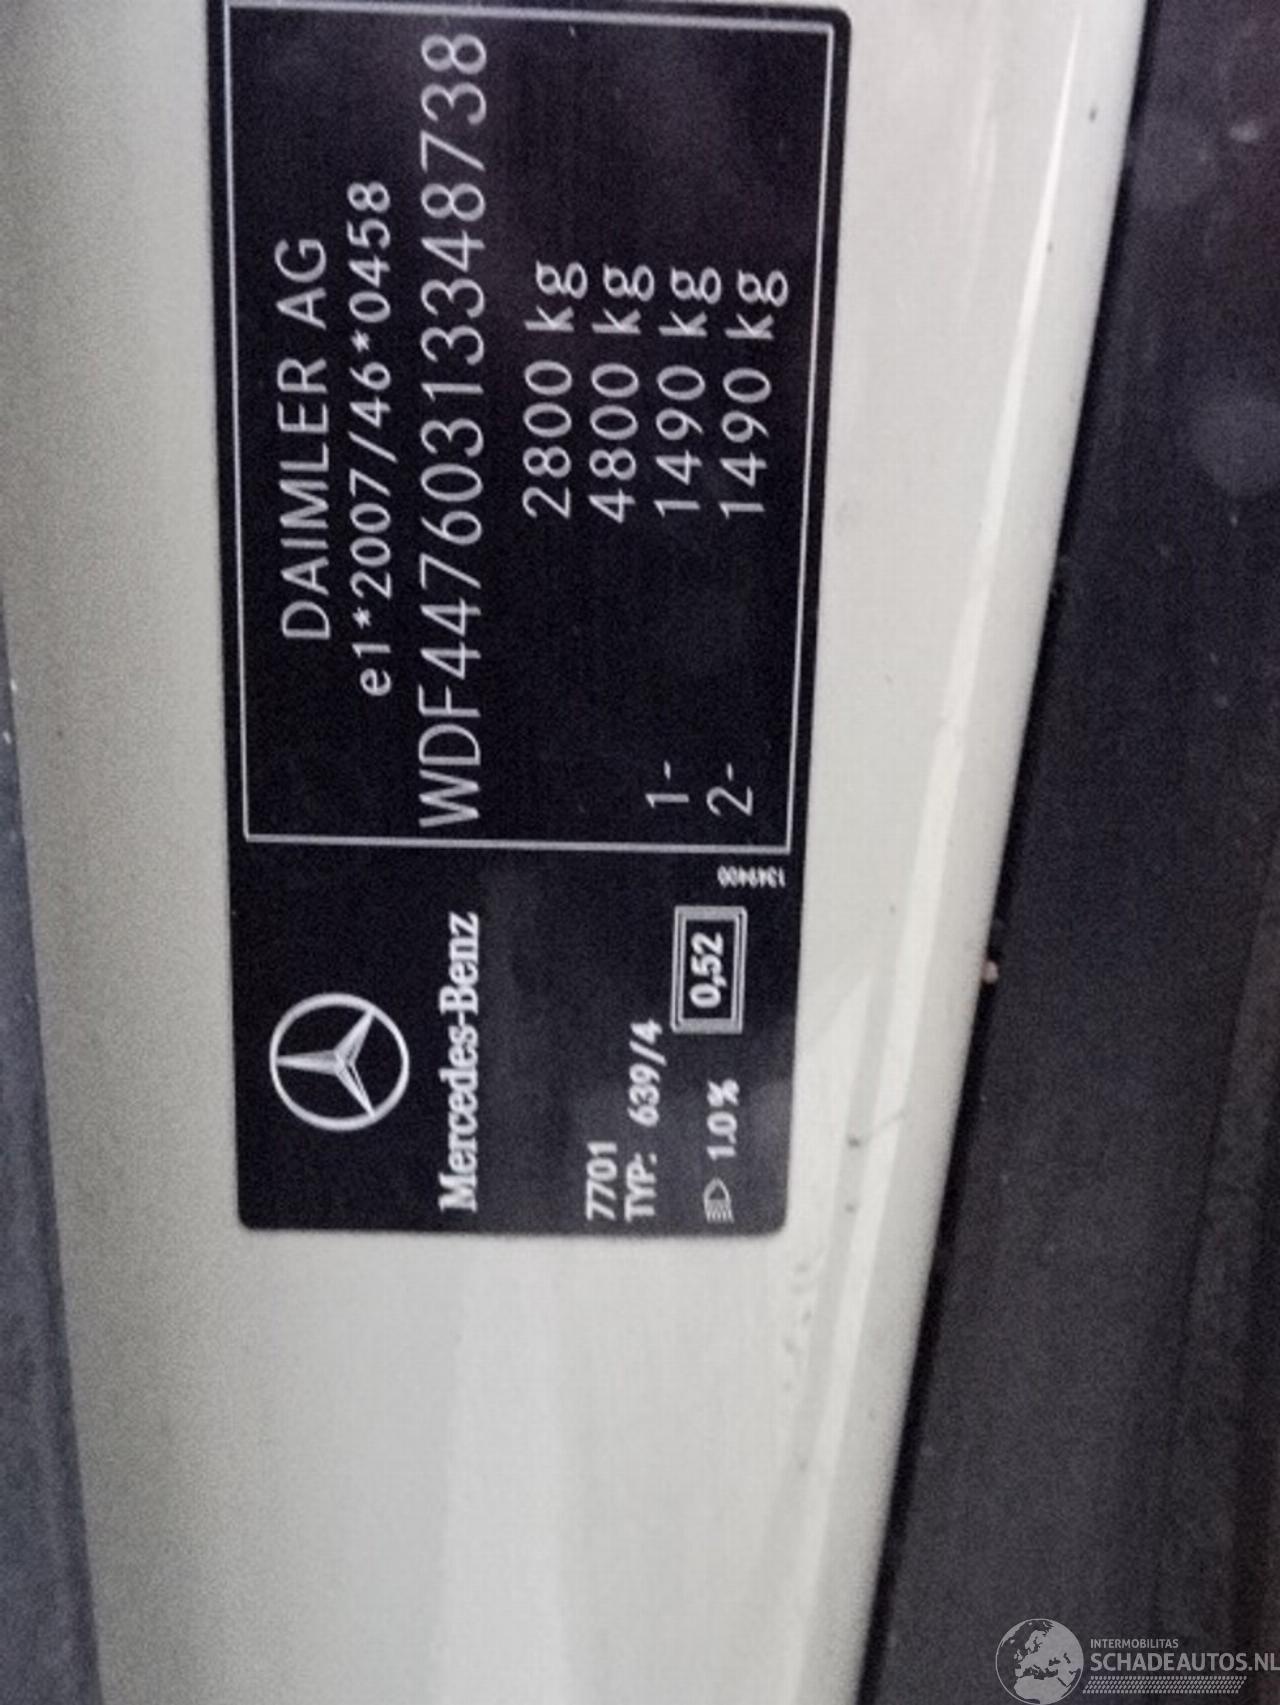 DAIMLER AG
e1*2007/46*0458
WDF44760313348738
2800 kg
4800 kg
1- 1490 kg
2- 1490 kg
1349400
Mercedes-Benz
7701
TYP: 639/4
1.0% 0,52
INTERMOBILITAS
SCHADEAUTOS.NL